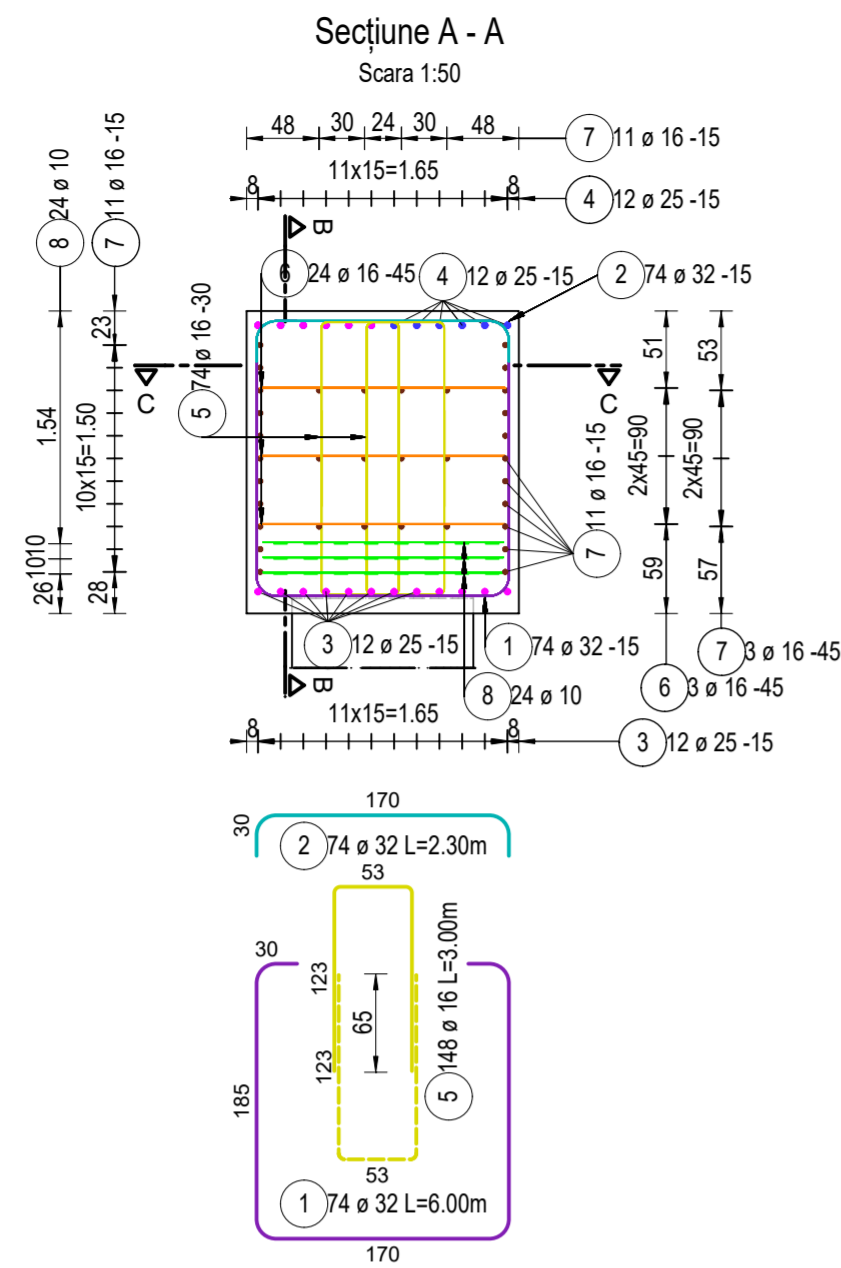 Secțiune A - A
Scara 1:50
48 30 24 30 48
7 11 ø 16 -15
11x15=1.65
8 8
4 12 ø 25 -15
8 24 ø 10
7 11 ø 16 -15
B
6 24 ø 16 -45
4 12 ø 25 -15
2 74 ø 32 -15
5 74 ø 16 -30
C
C
1.54
10
10
26
23
10x15=1.50
28
51
2x45=90
59
53
2x45=90
57
7 11 ø 16 -15
3 12 ø 25 -15
1 74 ø 32 -15
7 3 ø 16 -45
6 3 ø 16 -45
8 24 ø 10
B
11x15=1.65
8 8
3 12 ø 25 -15
170
30
2 74 ø 32 L=2.30m
53
30
123
65
123
5 148 ø 16 L=3.00m
185
53
1 74 ø 32 L=6.00m
170